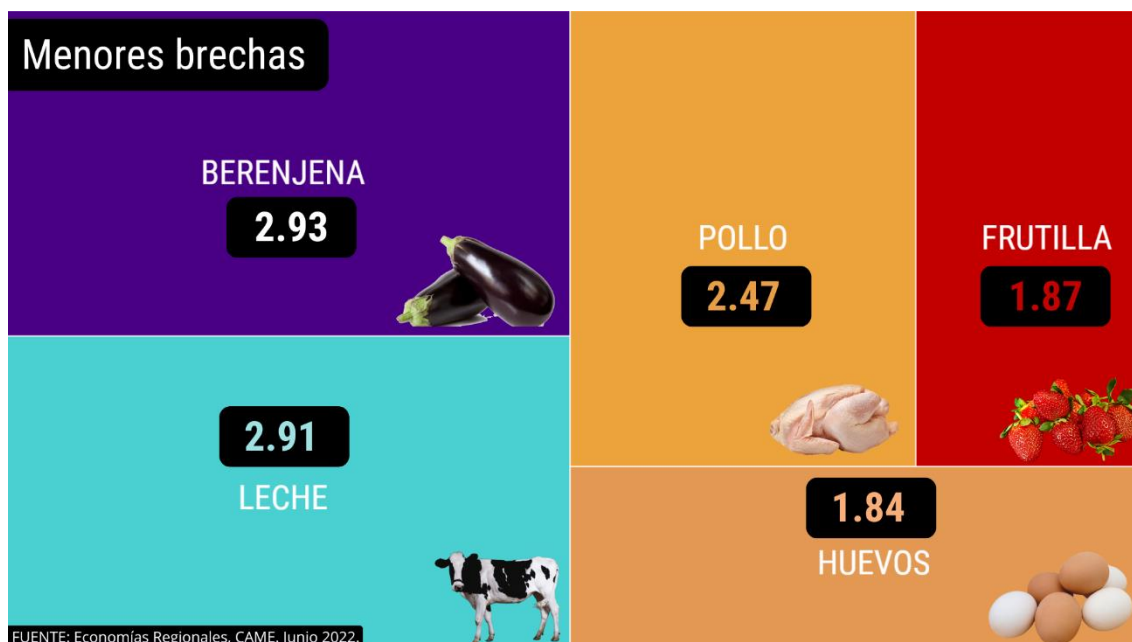 Menores brechas
BERENJENA
2.93
2.91
LECHE
POLLO
2.47
FRUTILLA
1.87
1.84
HUEVOS
FUENTE: Economías Regionales. CAME. Junio 2022.